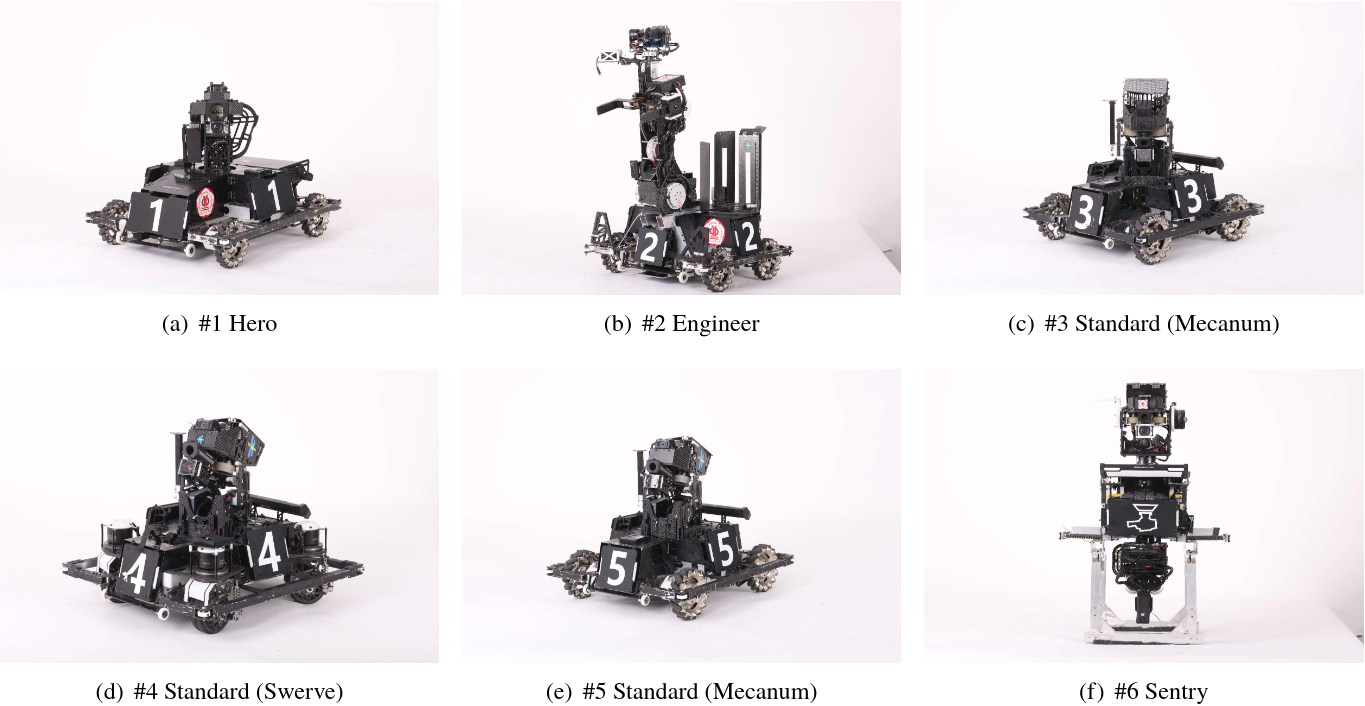 1 1
2 2
3 3
(a) #1 Hero
(b) #2 Engineer
(c) #3 Standard (Mecanum)
4 4
5 5
(d) #4 Standard (Swerve)
(e) #5 Standard (Mecanum)
(f) #6 Sentry